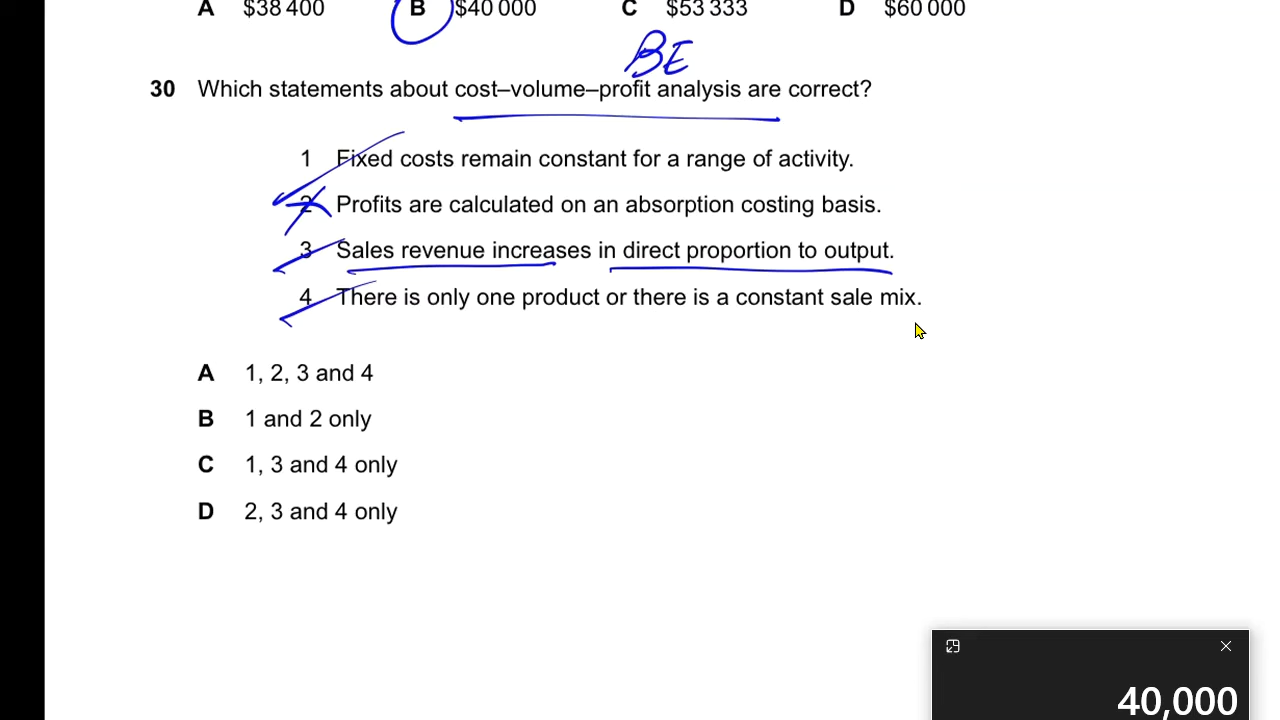 A $38 400 B $40 000 C $53 333 D $60 000
BE
30 Which statements about cost–volume–profit analysis are correct?
1 Fixed costs remain constant for a range of activity.
2 Profits are calculated on an absorption costing basis.
3 Sales revenue increases in direct proportion to output.
4 There is only one product or there is a constant sale mix.
A 1, 2, 3 and 4
B 1 and 2 only
C 1, 3 and 4 only
D 2, 3 and 4 only
40,000